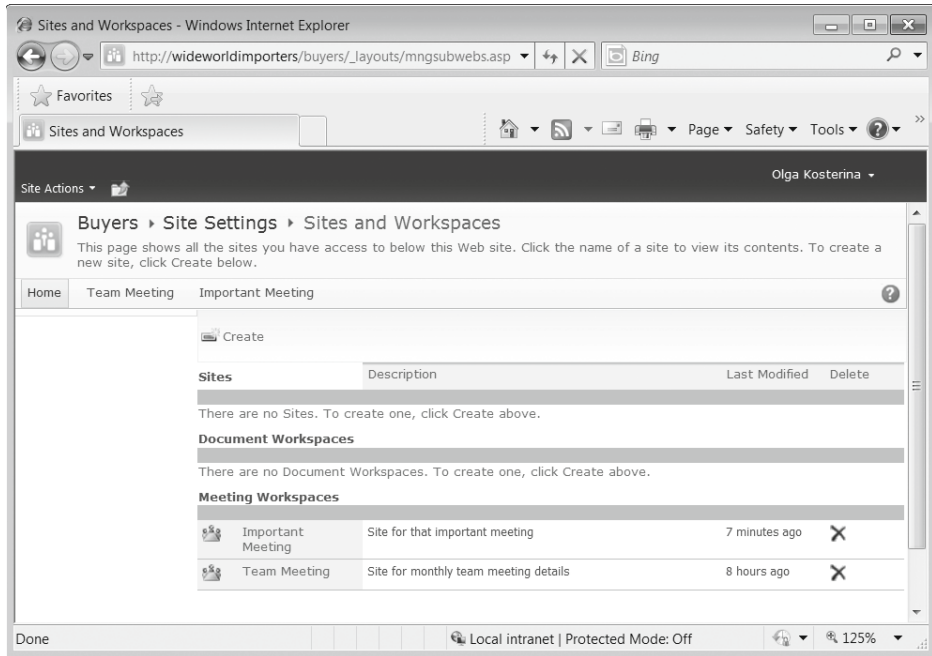 Sites and Workspaces - Windows Internet Explorer
http://wideworldimporters/buyers/_layouts/mngsubwebs.asp
Bing
Favorites
Sites and Workspaces
Page
Safety
Tools
Olga Kosterina
Site Actions
Buyers Site Settings Sites and Workspaces
This page shows all the sites you have access to below this Web site. Click the name of a site to view its contents. To create a
new site, click Create below.
Home Team Meeting Important Meeting
Create
Sites Description Last Modified Delete
There are no Sites. To create one, click Create above.
Document Workspaces
There are no Document Workspaces. To create one, click Create above.
Meeting Workspaces
Important
Meeting
Site for that important meeting 7 minutes ago
Team Meeting Site for monthly team meeting details 8 hours ago
Done Local intranet | Protected Mode: Off 125%